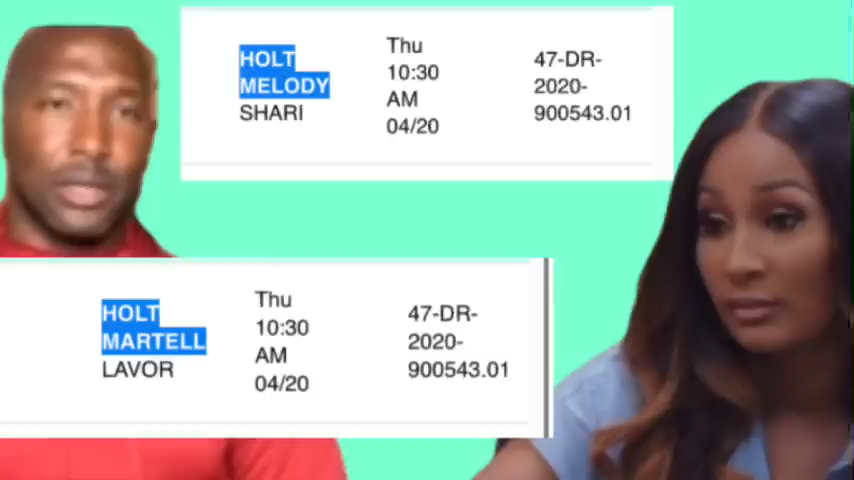 HOLT
MELODY
SHARI
Thu
10:30
AM
04/20
47-DR-
2020-
900543.01
HOLT
MARTELL
LAVOR
Thu
10:30
AM
04/20
47-DR-
2020-
900543.01